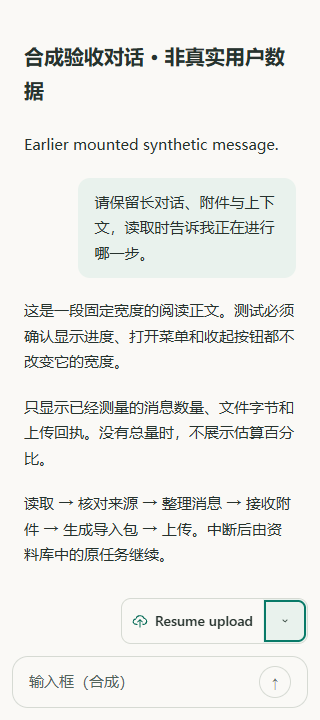 合成验收对话 · 非真实用户数
据
Earlier mounted synthetic message.
请保留长对话、附件与上下
文，读取时告诉我正在进行
哪一步。
这是一段固定宽度的阅读正文。测试必须
确认显示进度、打开菜单和收起按钮都不
改变它的宽度。
只显示已经测量的消息数量、文件字节和
上传回执。没有总量时，不展示估算百分
比。
读取 → 核对来源 → 整理消息 → 接收附
件 → 生成导入包 → 上传。中断后由资
料库中的原任务继续。
Resume upload
输入框（合成）
↑